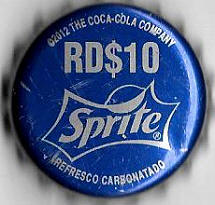 ©2012 THE COCA-COLA COMPANY
RD$10
Sprite®
REFRESCO CARBONATADO